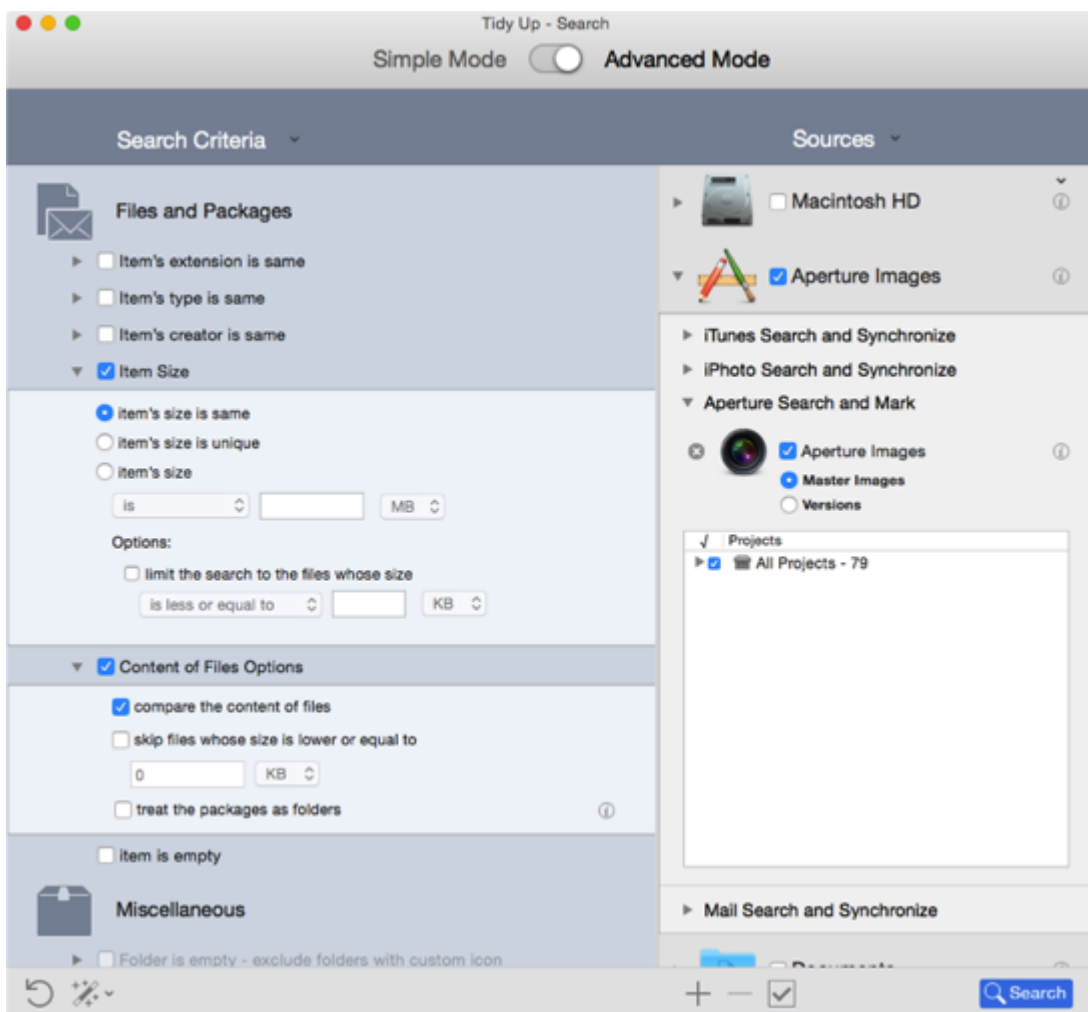 Tidy Up - Search
Simple Mode Advanced Mode
Search Criteria
Files and Packages
Item's extension is same
Item's type is same
Item's creator is same
Item Size
item's size is same
item's size is unique
item's size
is MB
Options:
limit the search to the files whose size
is less or equal to KB
Content of Files Options
compare the content of files
skip files whose size is lower or equal to
0 KB
treat the packages as folders
item is empty
Miscellaneous
Folder is empty - exclude folders with custom icon
Sources
Macintosh HD
Aperture Images
iTunes Search and Synchronize
iPhoto Search and Synchronize
Aperture Search and Mark
Aperture Images
Master Images
Versions
√ Projects
All Projects - 79
Mail Search and Synchronize
Documents
Search